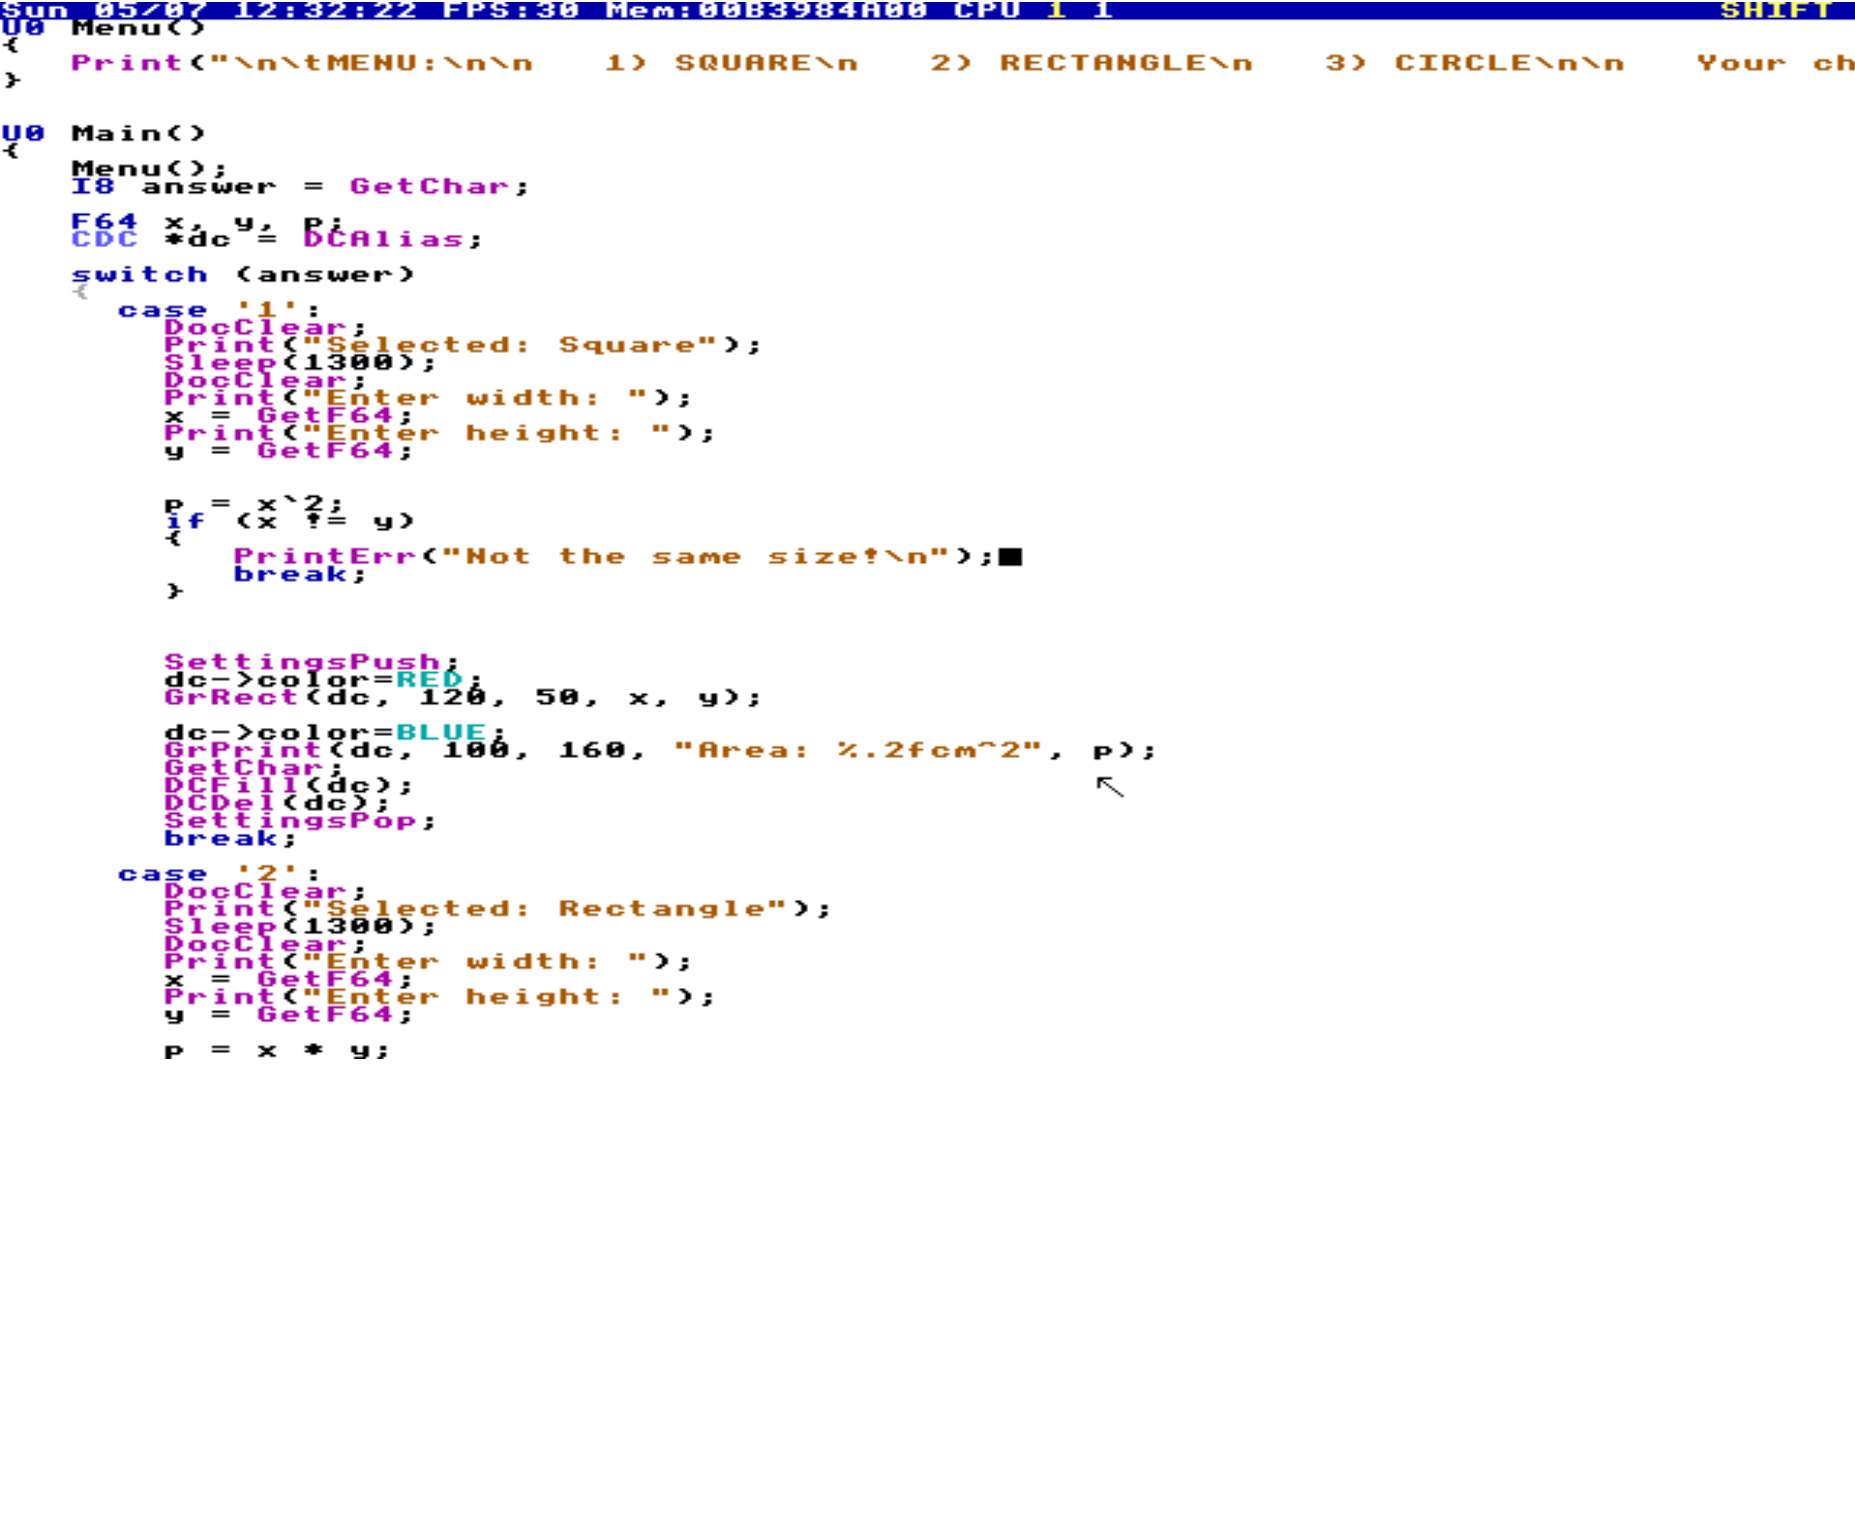 Sun 05/07 12:32:22 FPS:30 Mem:00B3984A00 CPU 1 1 SHIFT
U0 Menu()
{
Print("\n\tMENU:\n\n 1) SQUARE\n 2) RECTANGLE\n 3) CIRCLE\n\n Your ch
}
U0 Main()
{
Menu();
I8 answer = GetChar;
F64 x, y, p;
CDC *dc = DCAlias;
switch (answer)
{
case '1':
DocClear;
Print("Selected: Square");
Sleep(1300);
DocClear;
Print("Enter width: ");
x = GetF64;
Print("Enter height: ");
y = GetF64;
p = x`2;
if (x != y)
{
PrintErr("Not the same size!\n");
break;
}
SettingsPush;
dc->color=RED;
GrRect(dc, 120, 50, x, y);
dc->color=BLUE;
GrPrint(dc, 100, 160, "Area: %.2fcm^2", p);
GetChar;
DCFill(dc);
DCDel(dc);
SettingsPop;
break;
case '2':
DocClear;
Print("Selected: Rectangle");
Sleep(1300);
DocClear;
Print("Enter width: ");
x = GetF64;
Print("Enter height: ");
y = GetF64;
p = x * y;